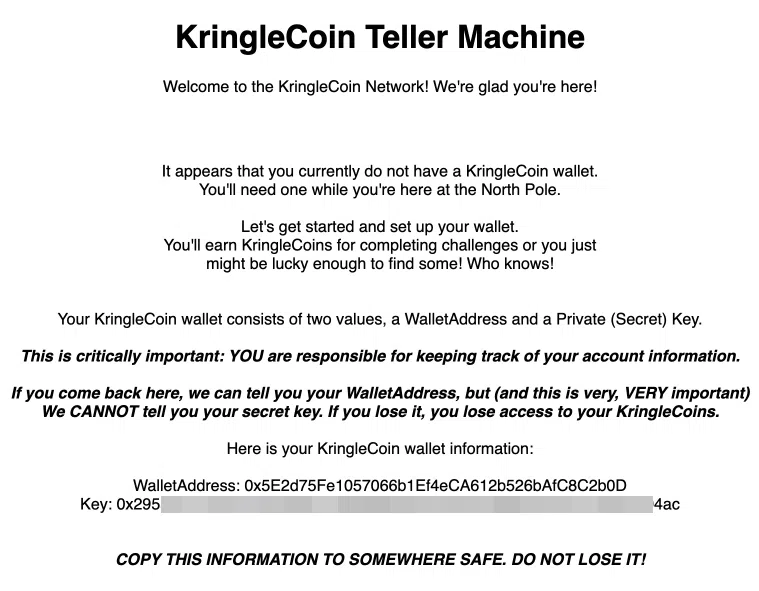 KringleCoin Teller Machine
Welcome to the KringleCoin Network! We're glad you're here!
It appears that you currently do not have a KringleCoin wallet.
You'll need one while you're here at the North Pole.
Let's get started and set up your wallet.
You'll earn KringleCoins for completing challenges or you just
might be lucky enough to find some! Who knows!
Your KringleCoin wallet consists of two values, a WalletAddress and a Private (Secret) Key.
This is critically important: YOU are responsible for keeping track of your account information.
If you come back here, we can tell you your WalletAddress, but (and this is very, VERY important)
We CANNOT tell you your secret key. If you lose it, you lose access to your KringleCoins.
Here is your KringleCoin wallet information:
WalletAddress: 0x5E2d75Fe1057066b1Ef4eCA612b526bAfC8C2b0D
Key: 0x295 4ac
COPY THIS INFORMATION TO SOMEWHERE SAFE. DO NOT LOSE IT!